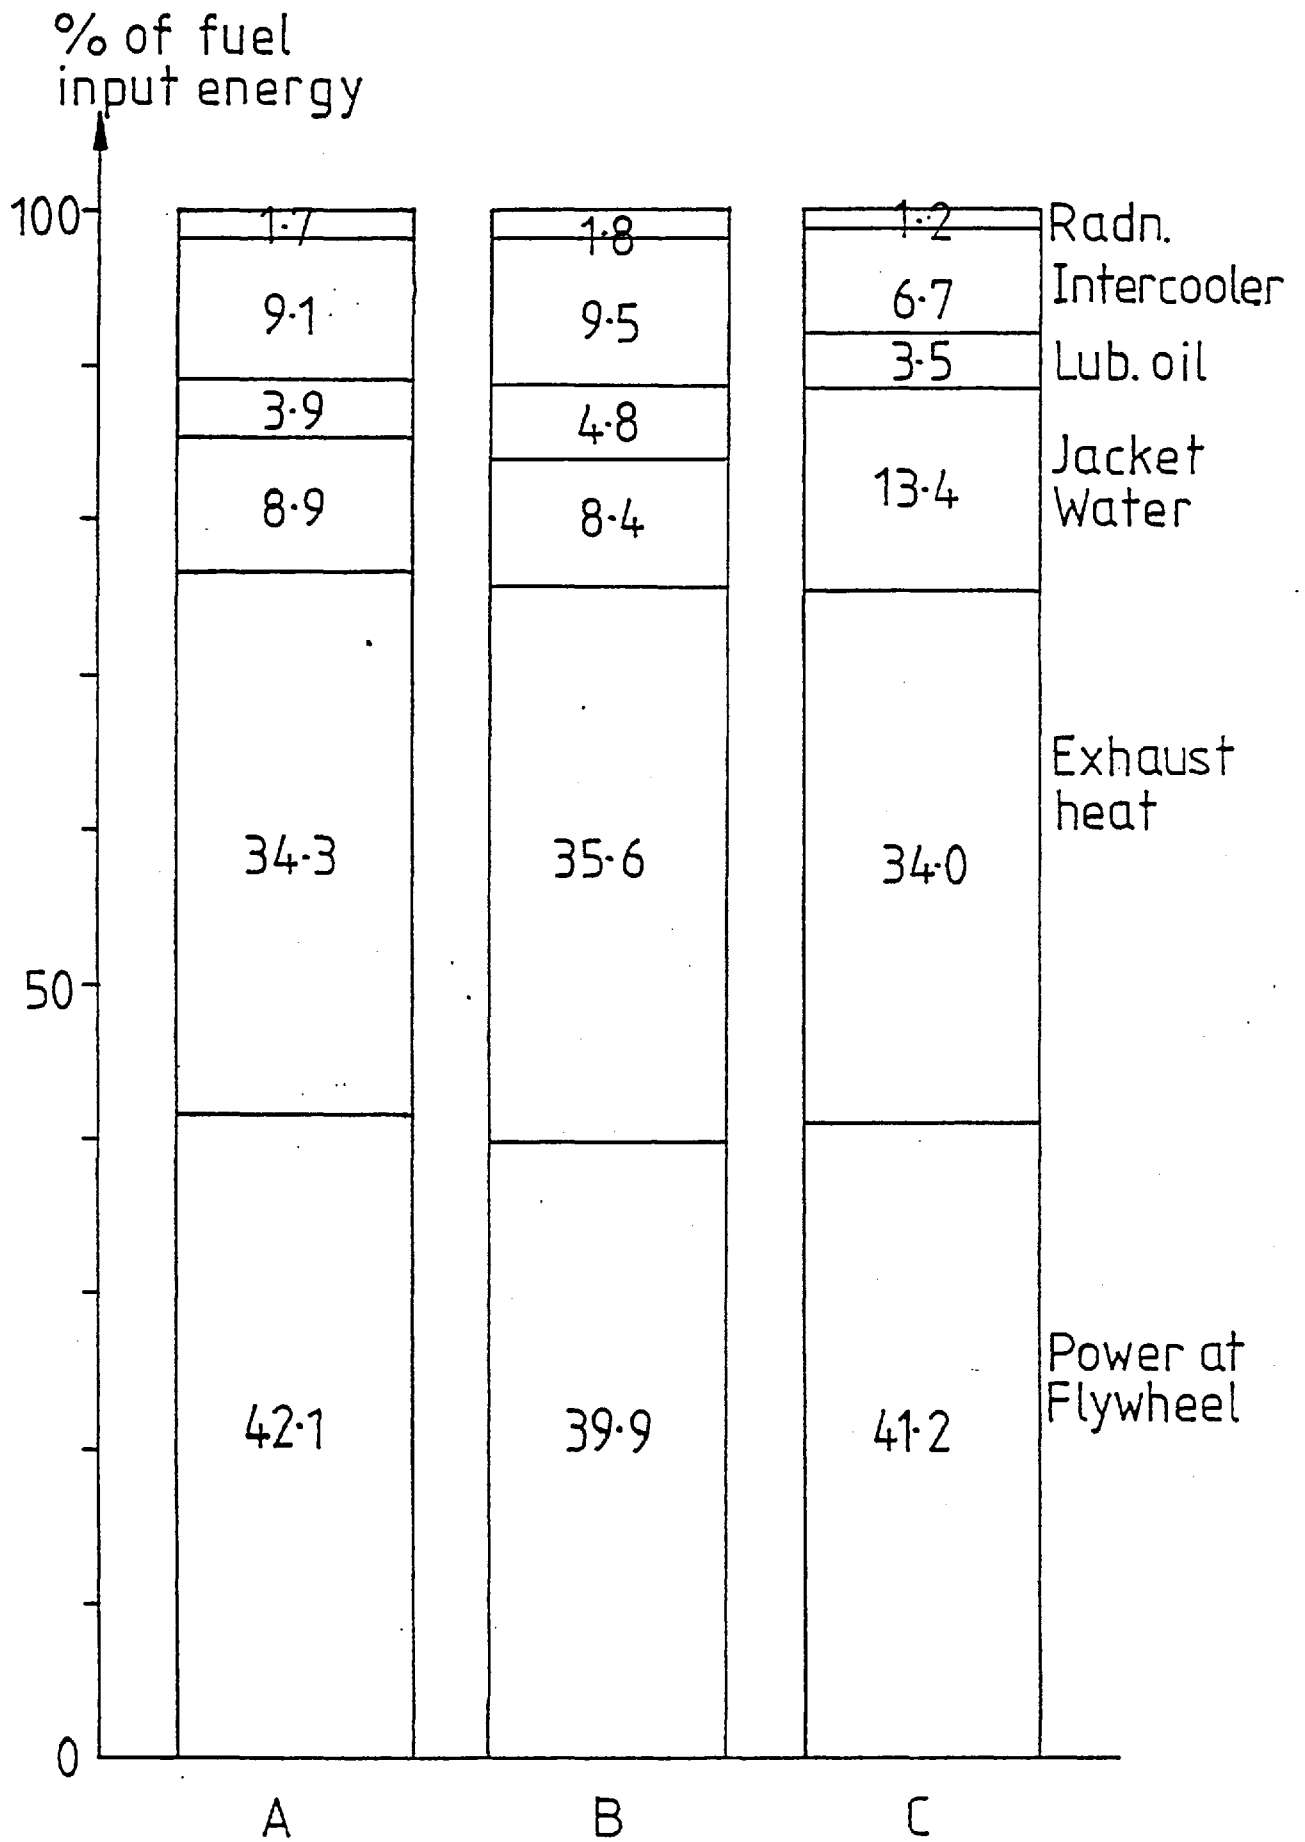 % of fuel
input energy
100
50
0
1·7
9·1
3·9
8·9
34·3
42·1
1·8
9·5
4·8
8·4
35·6
39·9
1·2
6·7
3·5
13·4
34·0
41·2
Radn.
Intercooler
Lub. oil
Jacket
Water
Exhaust
heat
Power at
Flywheel
A
B
C